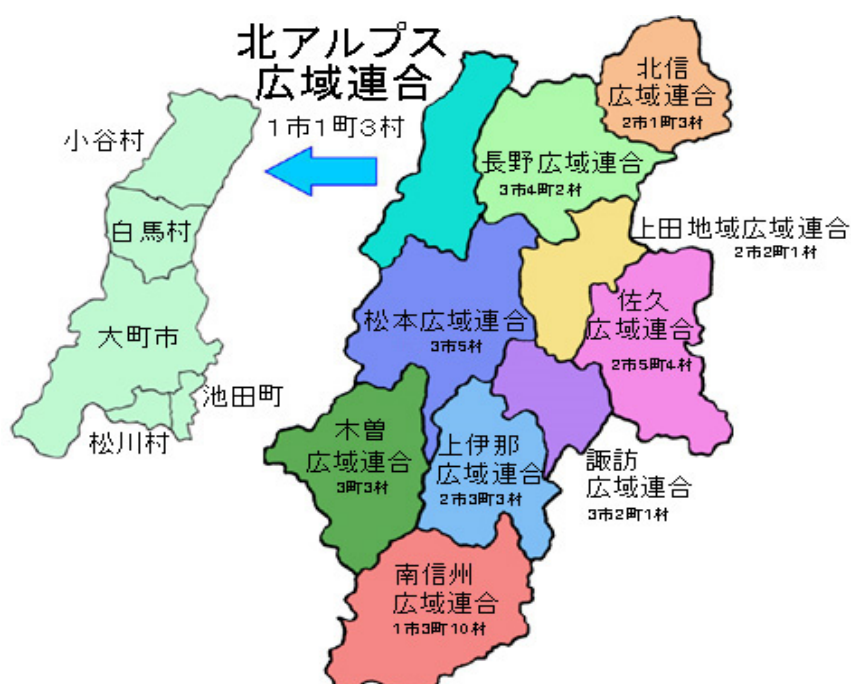 北アルプス
広域連合
1市1町3村
小谷村
白馬村
大町市
池田町
松川村
北信
広域連合
2市1町3村
長野広域連合
3市4町2村
上田地域広域連合
2市2町1村
佐久
広域連合
2市5町4村
松本広域連合
3市5村
木曽
広域連合
3町3村
上伊那
広域連合
2市3町3村
諏訪
広域連合
3市2町1村
南信州
広域連合
1市3町10村